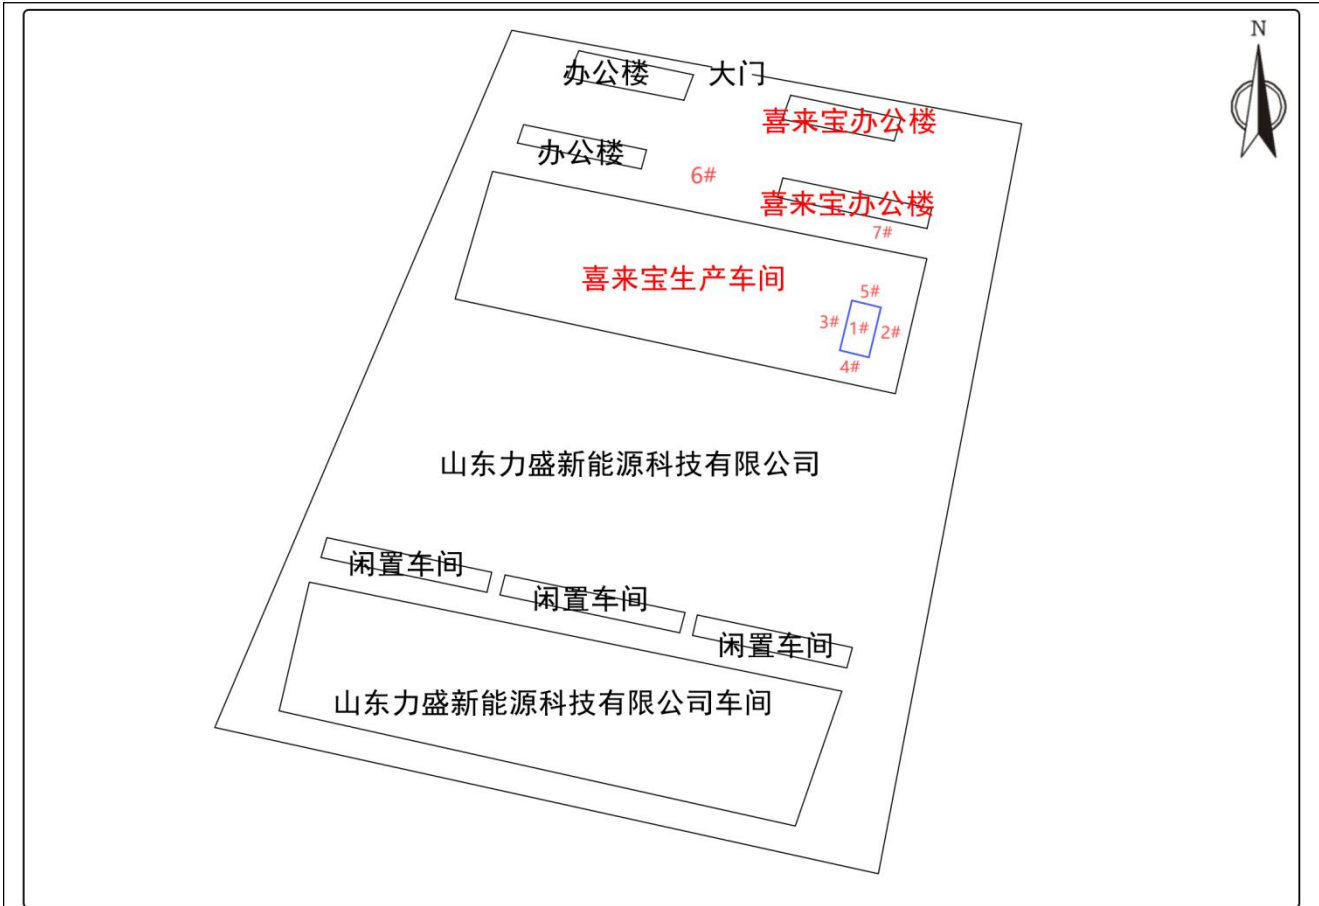 N
办公楼
大门
喜来宝办公楼
办公楼
6#
喜来宝办公楼
7#
喜来宝生产车间
5#
3#
1#
2#
4#
山东力盛新能源科技有限公司
闲置车间
闲置车间
闲置车间
山东力盛新能源科技有限公司车间